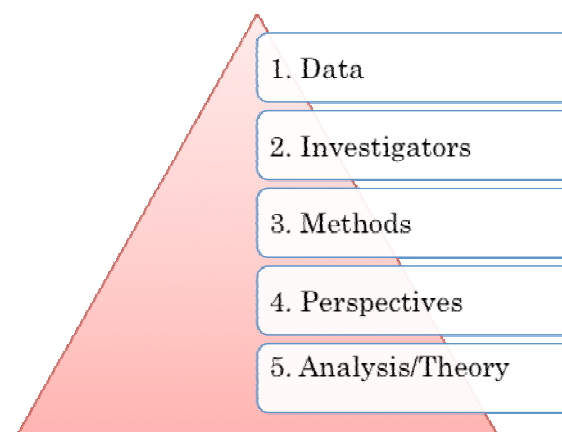 1. Data
2. Investigators
3. Methods
4. Perspectives
5. Analysis/Theory